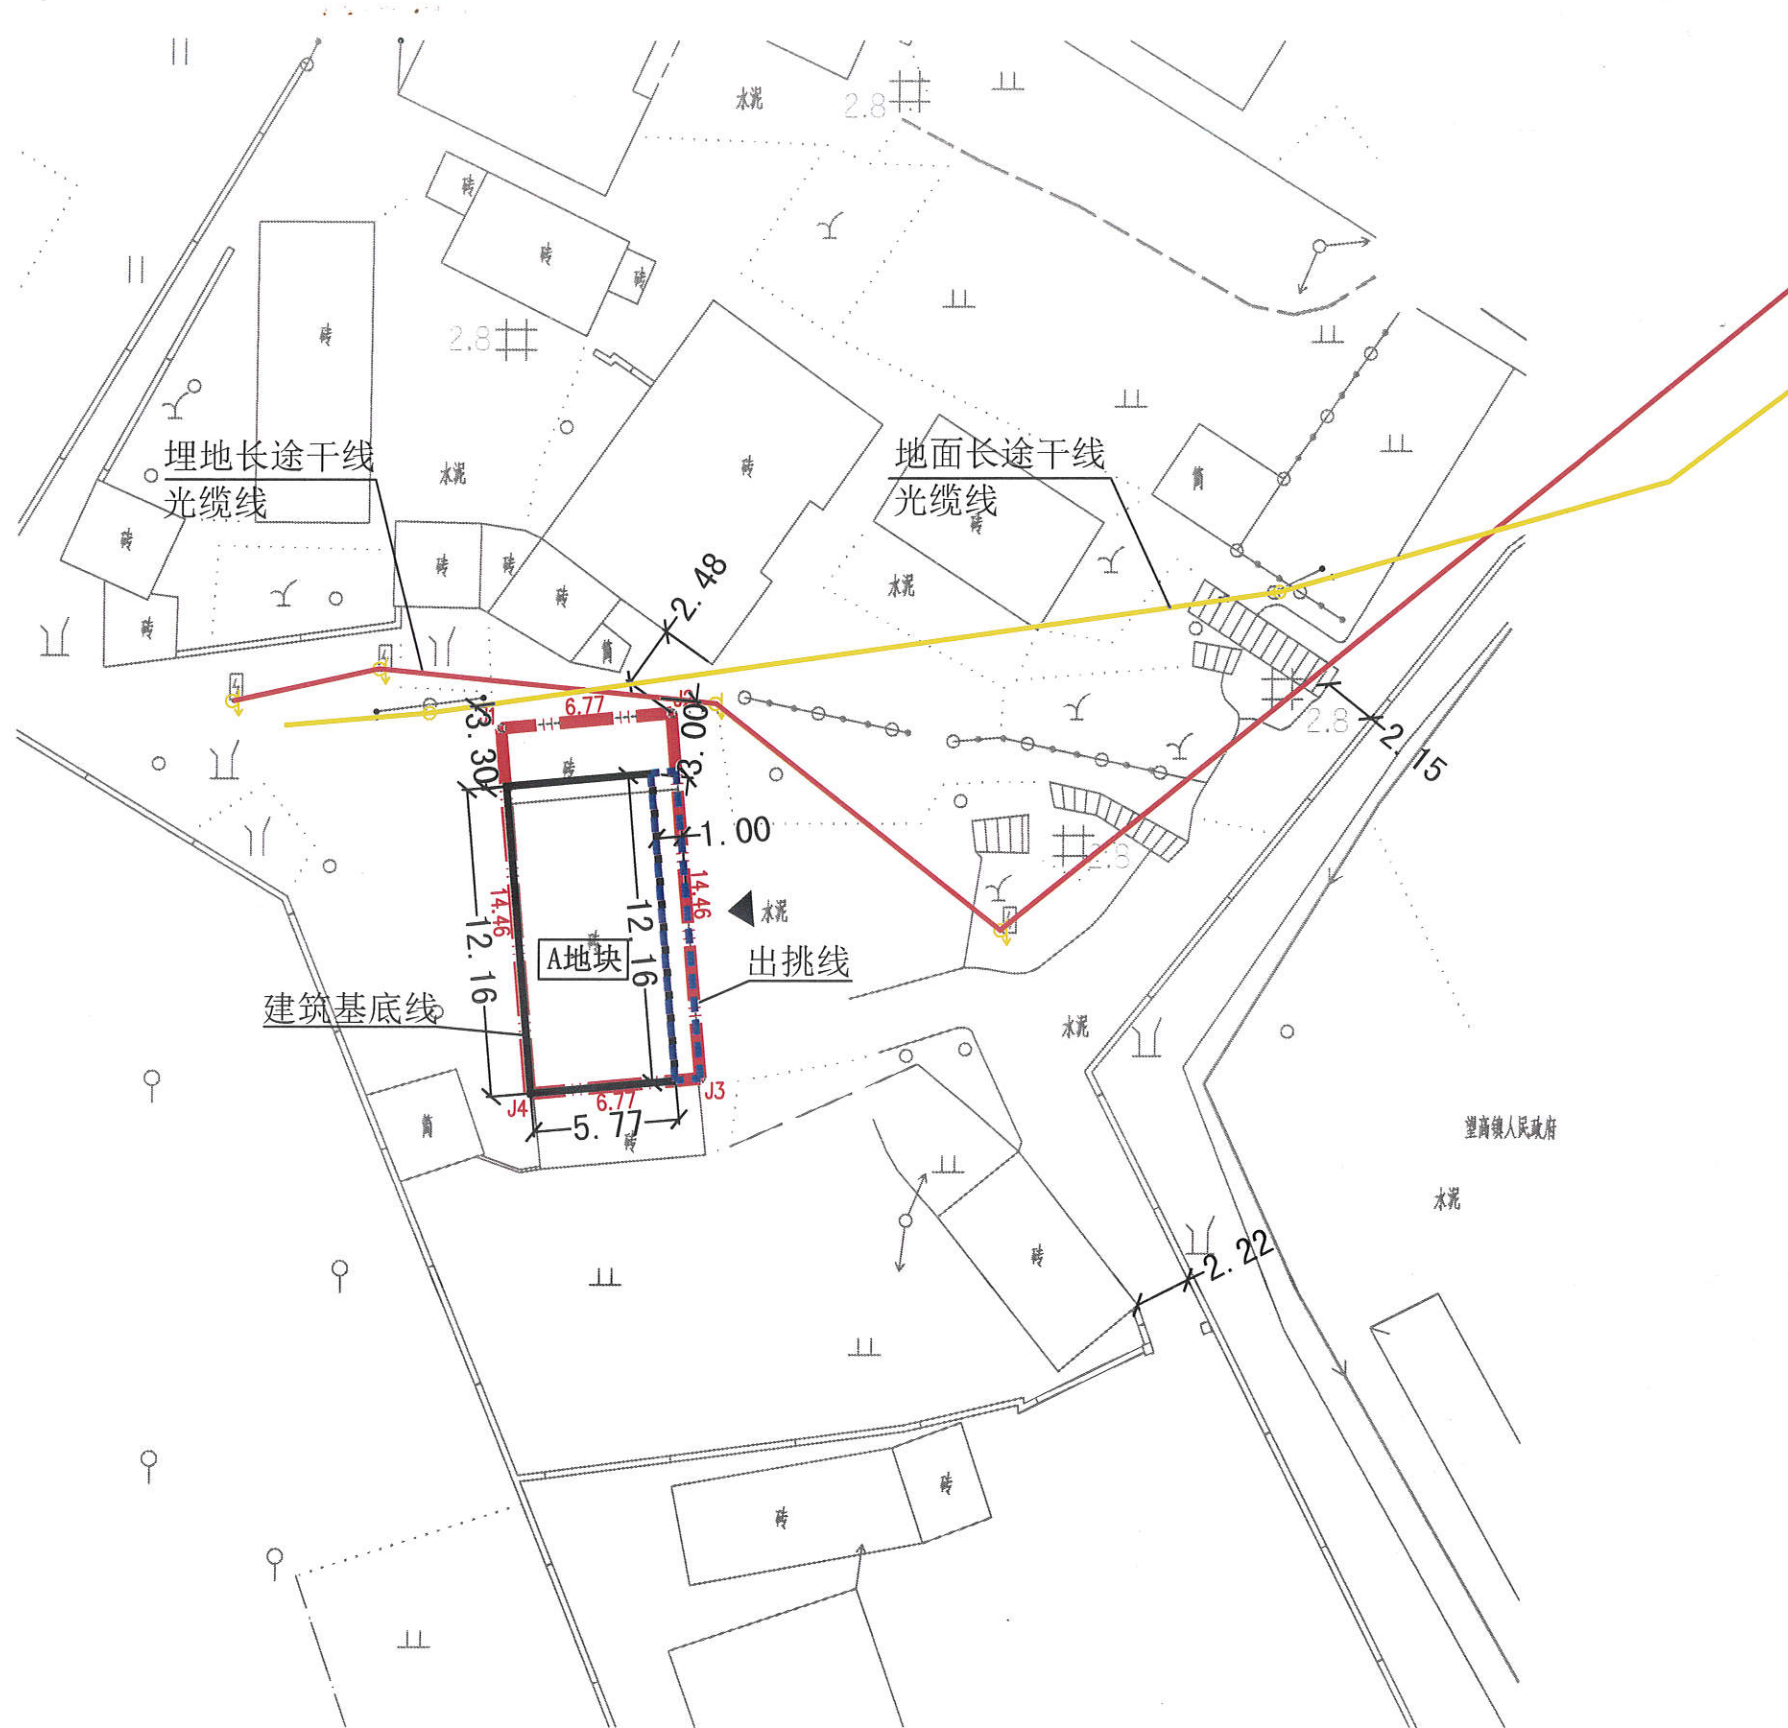 水泥
2.8
砖
砖
砖
砖
2.8
埋地长途干线
光缆线
水泥
砖
地面长途干线
光缆线
砖
简
砖
砖
砖
砖
砖
简
水泥
2.48
6.77
3.30
3.00
砖
2.8
2.15
1.00
2.8
14.46
12.16
12.16
14.46
水泥
砖
A地块
出挑线
建筑基底线
水泥
J4
6.77
J3
5.77
砖
简
望高镇人民政府
水泥
砖
2.22
砖
砖